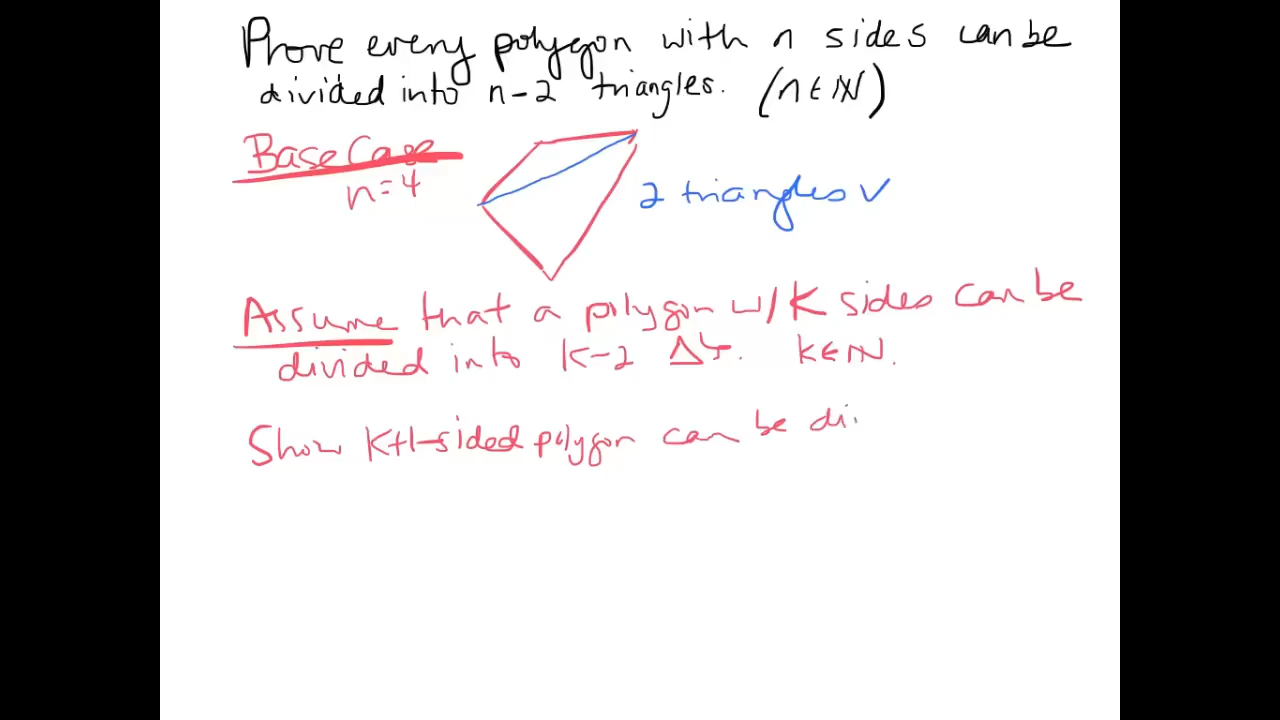 Prove every polygon with n sides can be
divided into n-2 triangles. (n∈ℕ)
Base Case
n=4
2 triangles ✓
Assume that a polygon w/ K sides can be
divided into K-2 Δ's. K∈ℕ.
Show K+1-sided polygon can be di